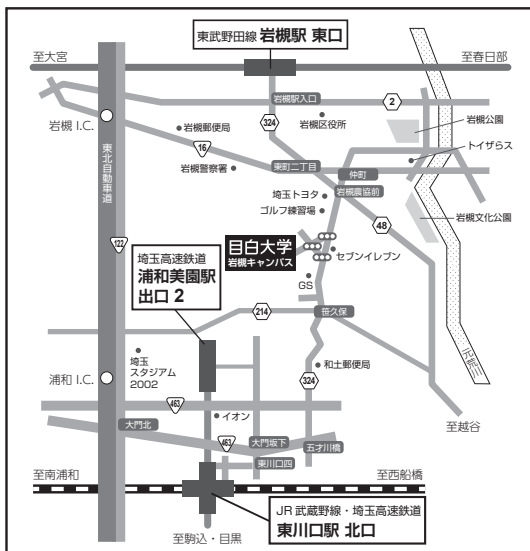 東武野田線 岩槻駅 東口
至大宮
至春日部
岩槻駅入口
2
岩槻公園
岩槻 I.C.
岩槻郵便局
324
岩槻区役所
トイザらス
16
東町二丁目
岩槻警察署
仲町
東北自動車道
埼玉トヨタ
岩槻農協前
ゴルフ練習場
岩槻文化公園
48
122
目白大学
岩槻キャンパス
セブンイレブン
埼玉高速鉄道
浦和美園駅
出口 2
GS
214
笹久保
元荒川
埼玉
スタジアム
2002
和土郵便局
浦和 I.C.
324
463
イオン
至越谷
大門北
463
大門坂下
五才川橋
東川口四
至南浦和
至西船橋
JR 武蔵野線・埼玉高速鉄道
東川口駅 北口
至駒込・目黒